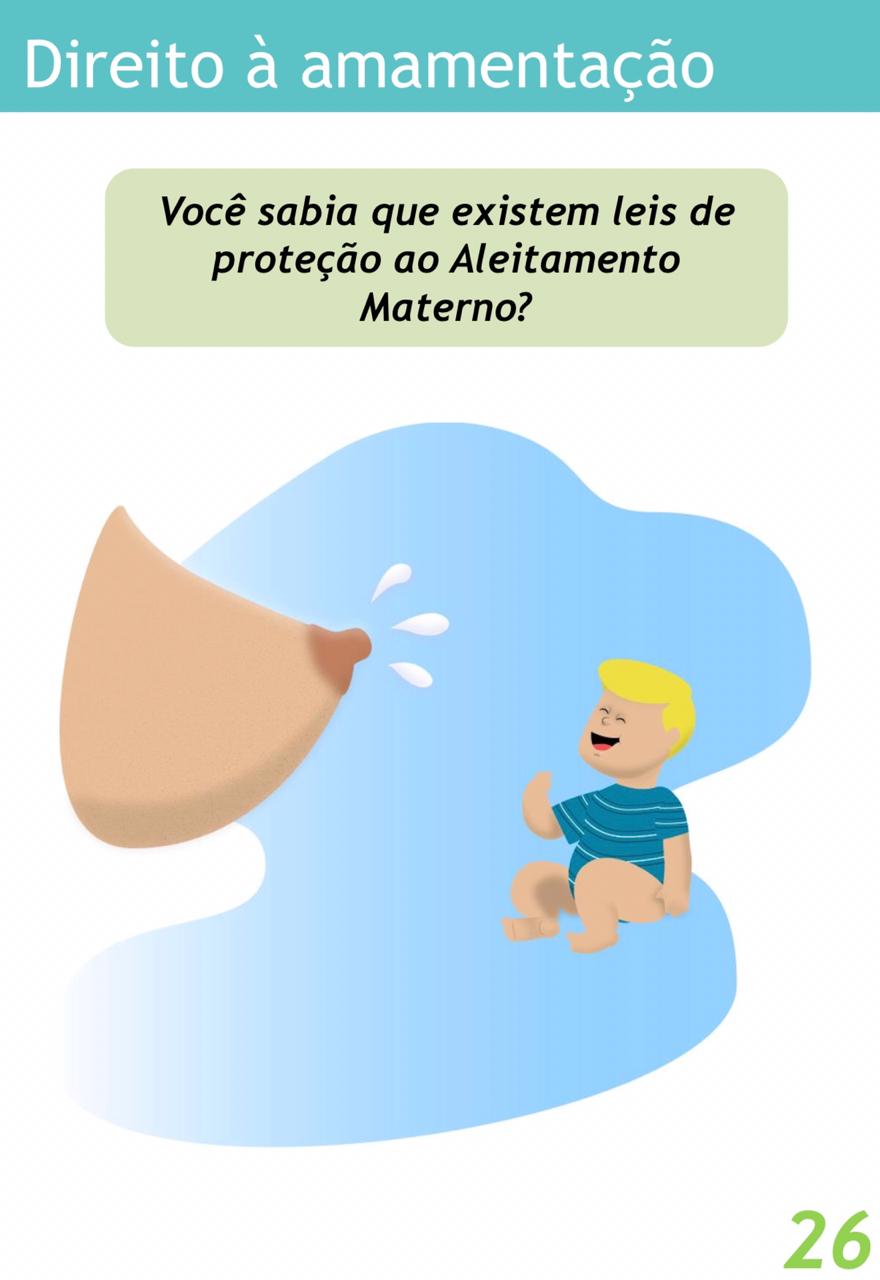 Direito à amamentação
Você sabia que existem leis de
proteção ao Aleitamento
Materno?
26